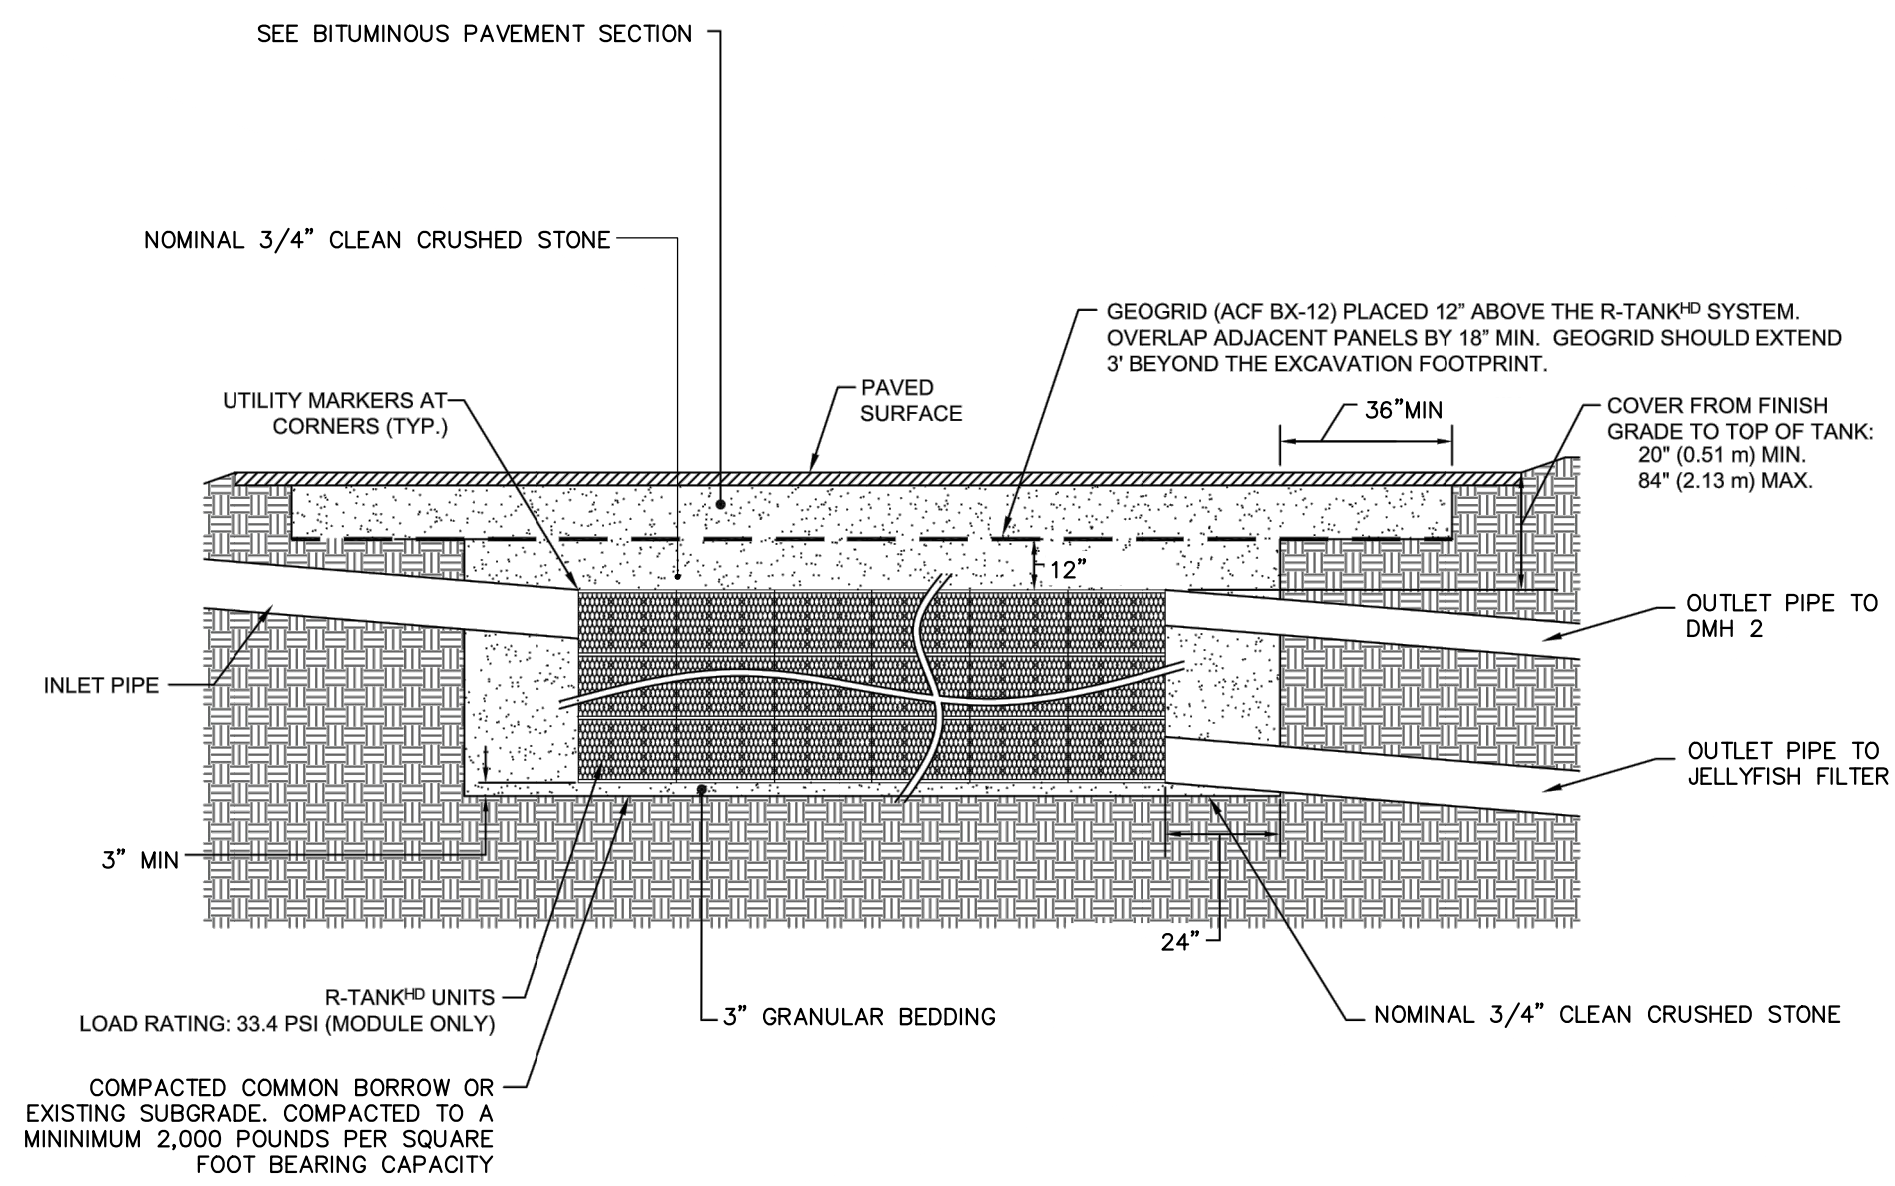 SEE BITUMINOUS PAVEMENT SECTION
NOMINAL 3/4” CLEAN CRUSHED STONE
GEOGRID (ACF BX-12) PLACED 12” ABOVE THE R-TANKHD SYSTEM.
OVERLAP ADJACENT PANELS BY 18” MIN. GEOGRID SHOULD EXTEND
3' BEYOND THE EXCAVATION FOOTPRINT.
PAVED
SURFACE
UTILITY MARKERS AT
CORNERS (TYP.)
36”MIN
COVER FROM FINISH
GRADE TO TOP OF TANK:
20" (0.51 m) MIN.
84" (2.13 m) MAX.
12”
OUTLET PIPE TO
DMH 2
INLET PIPE
OUTLET PIPE TO
JELLYFISH FILTER
3” MIN
24”
R-TANKHD UNITS
LOAD RATING: 33.4 PSI (MODULE ONLY)
3” GRANULAR BEDDING
NOMINAL 3/4” CLEAN CRUSHED STONE
COMPACTED COMMON BORROW OR
EXISTING SUBGRADE. COMPACTED TO A
MININIMUM 2,000 POUNDS PER SQUARE
FOOT BEARING CAPACITY